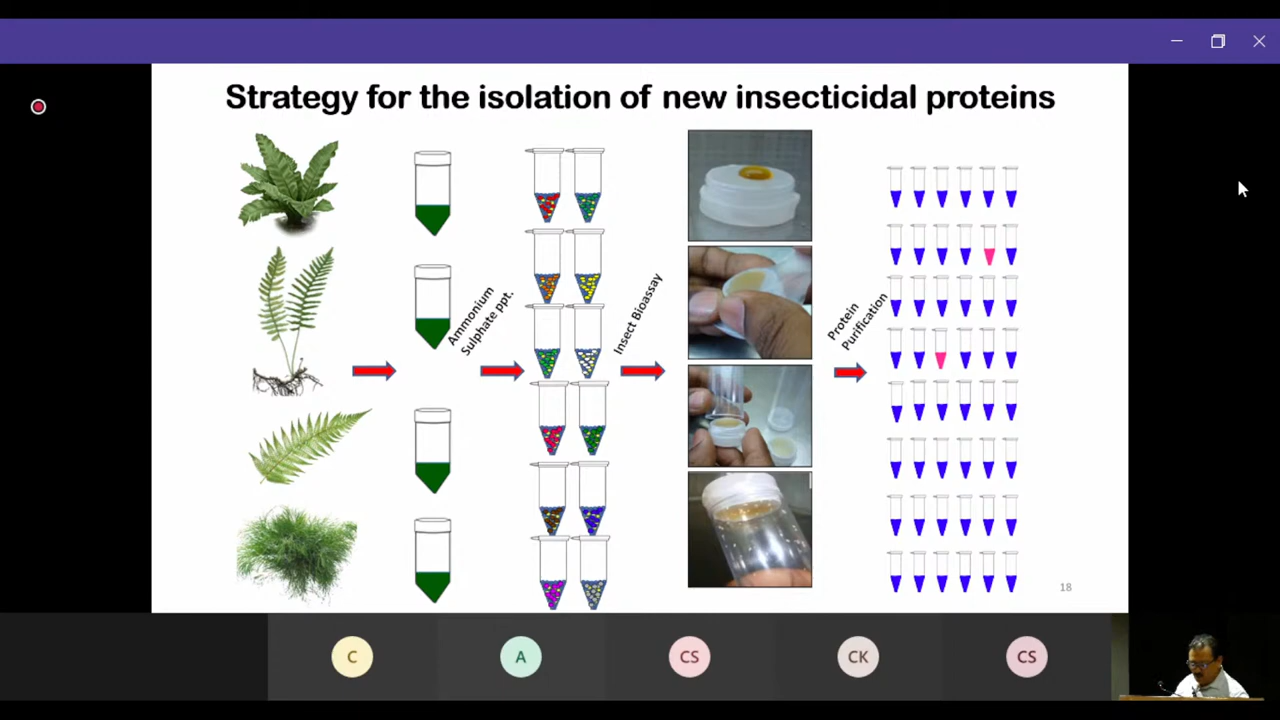 Strategy for the isolation of new insecticidal proteins
Ammonium
Sulphate ppt.
Insect Bioassay
Protein
Purification
18
C
A
CS
CK
CS